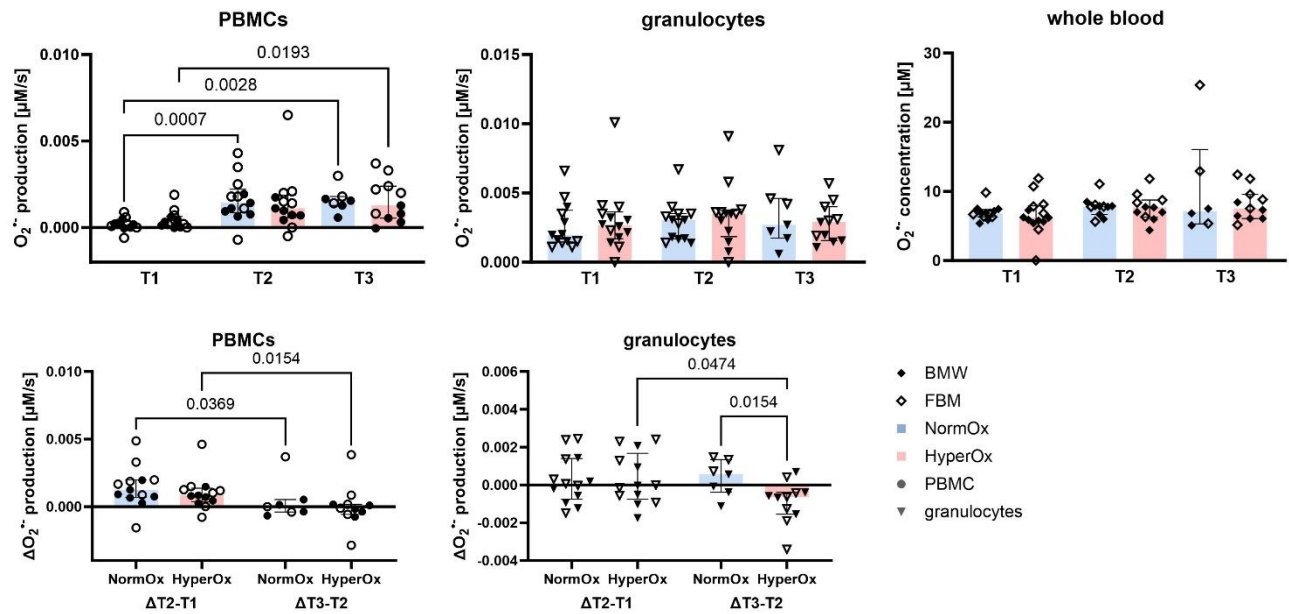 PBMCs
0.010
0.005
0.000
O₂•- production [µM/s]
0.0193
0.0028
0.0007
T1 T2 T3
granulocytes
0.015
0.010
0.005
0.000
O₂•- production [µM/s]
T1 T2 T3
whole blood
30
20
10
0
O₂•- concentration [µM]
T1 T2 T3
PBMCs
0.010
0.005
0.000
ΔO₂•- production [µM/s]
0.0154
0.0369
NormOx HyperOx NormOx HyperOx
ΔT2-T1 ΔT3-T2
granulocytes
0.006
0.004
0.002
0.000
-0.002
-0.004
ΔO₂•- production [µM/s]
0.0474
0.0154
NormOx HyperOx NormOx HyperOx
ΔT2-T1 ΔT3-T2
BMW
FBM
NormOx
HyperOx
PBMC
granulocytes